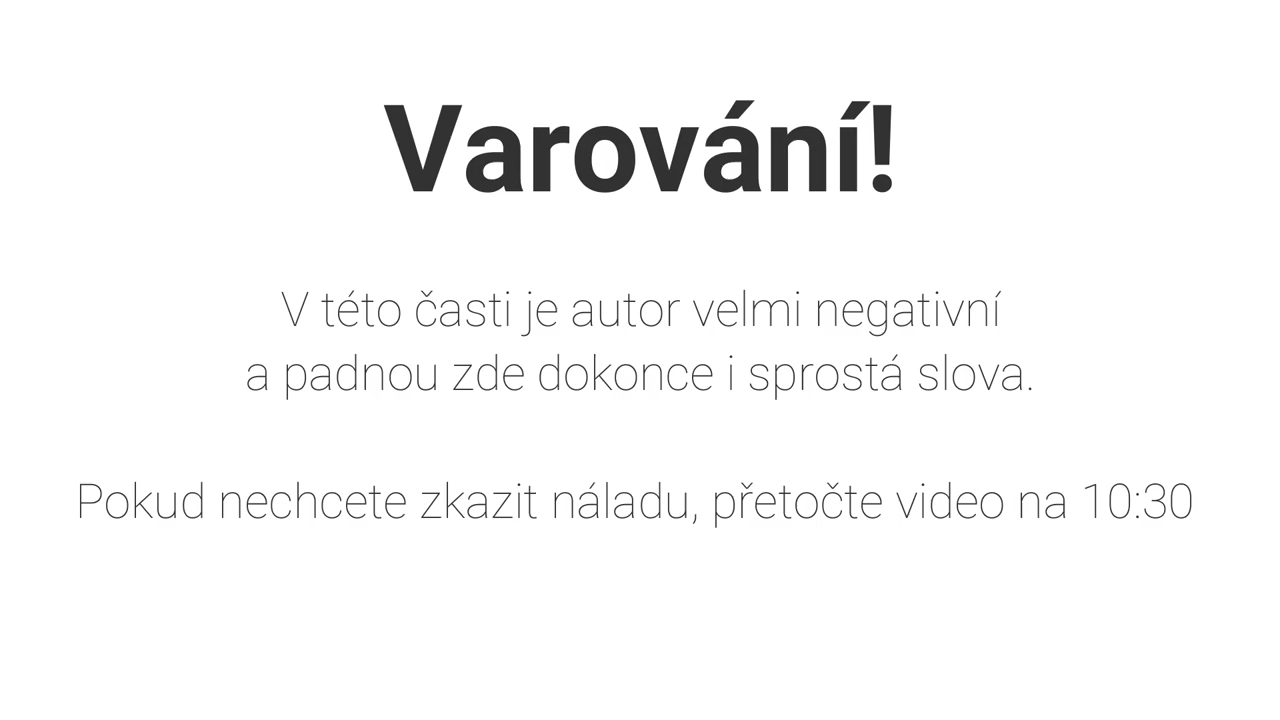 Varování!
V této časti je autor velmi negativní
a padnou zde dokonce i sprostá slova.
Pokud nechcete zkazit náladu, přetočte video na 10:30